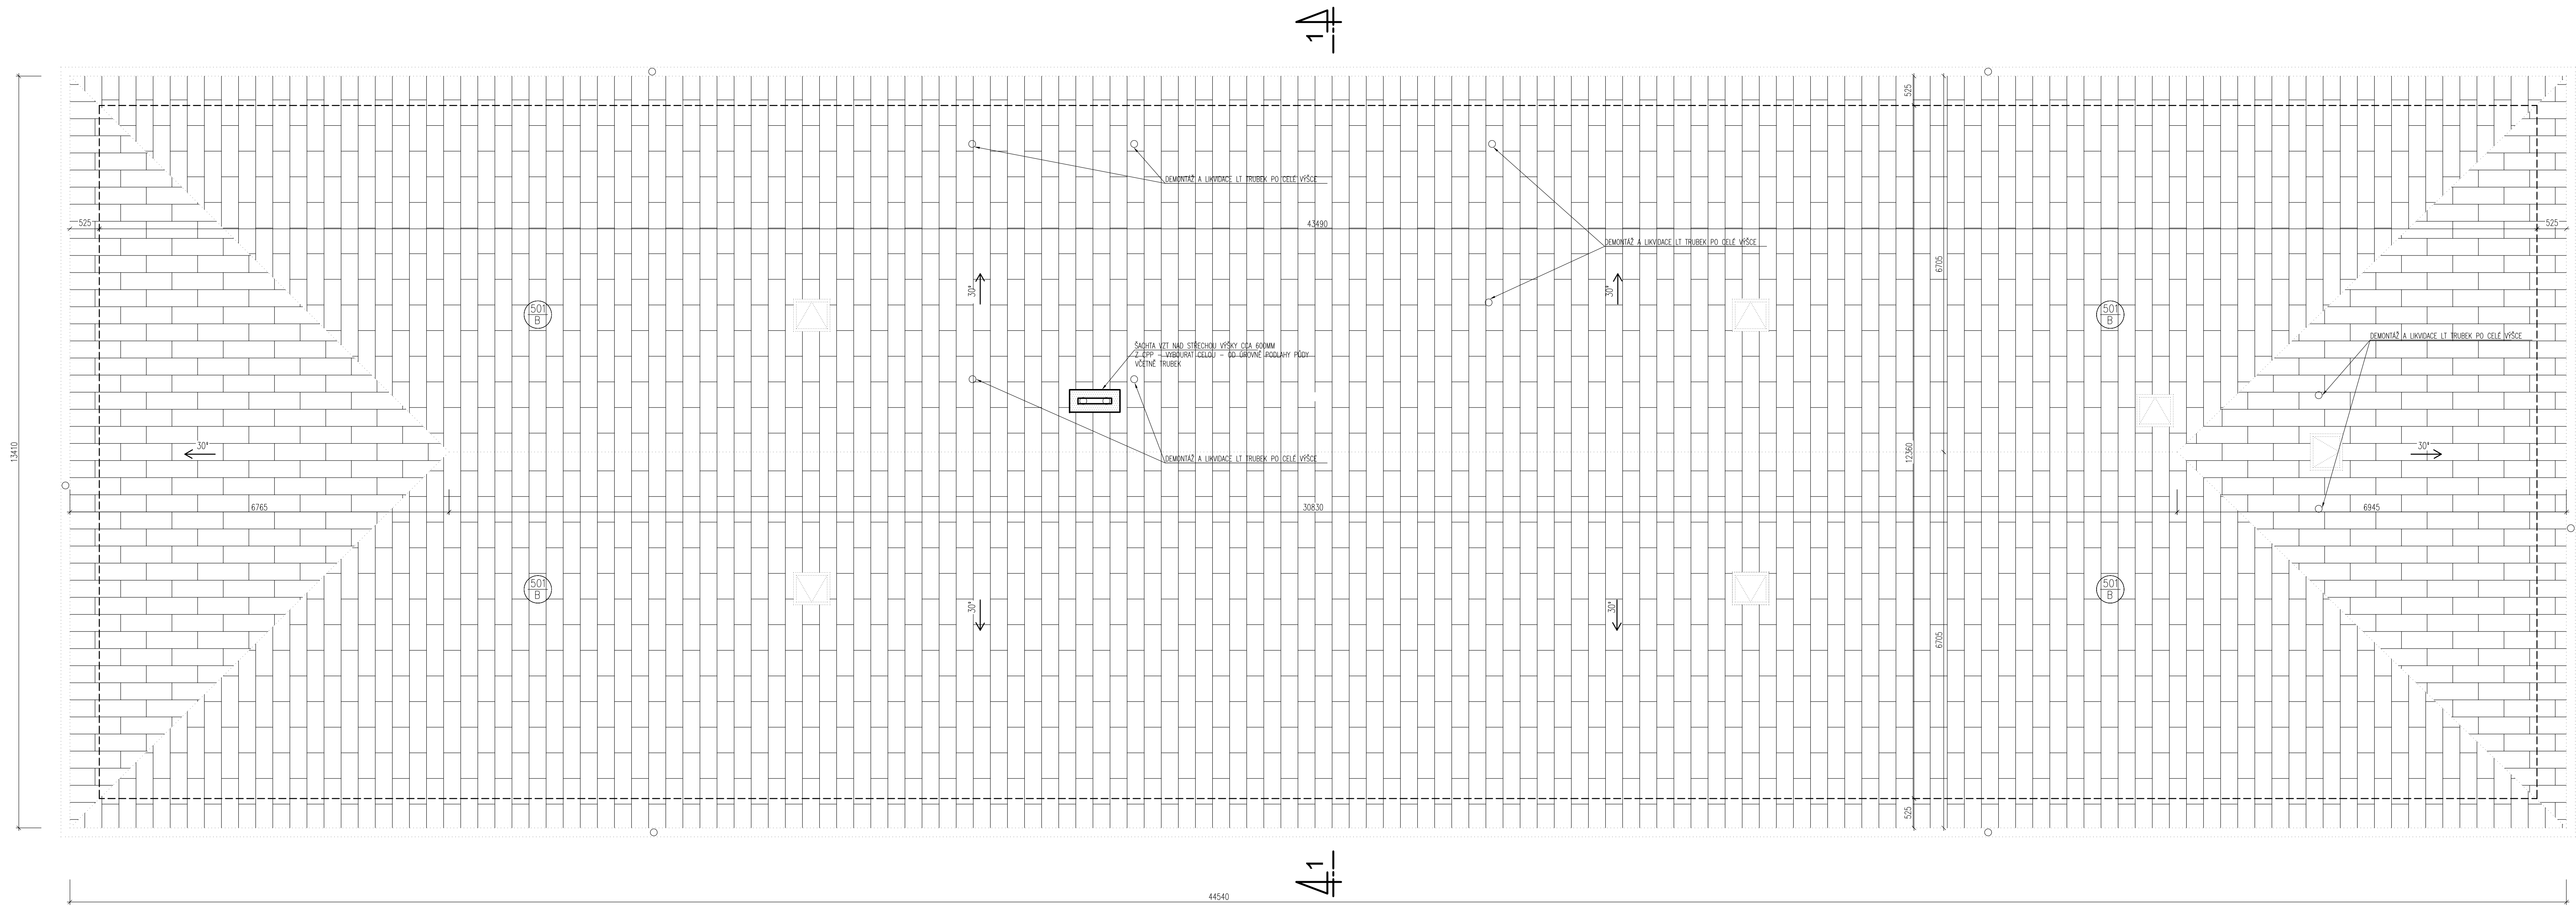 1
525
13410
DEMONTÁŽ A LIKVIDACE LT TRUBEK PO CELÉ VÝŠCE
525
43490
525
DEMONTÁŽ A LIKVIDACE LT TRUBEK PO CELÉ VÝŠCE
6705
30°
30°
501
B
501
B
DEMONTÁŽ A LIKVIDACE LT TRUBEK PO CELÉ VÝŠCE
ŠACHTA VZT NAD STŘECHOU VÝŠKY CCA 600MM
Z CPP - VYBOURAT CELOU - OD ÚROVNĚ PODLAHY PŮDY
VČETNĚ TRUBEK
30°
12360
30°
DEMONTÁŽ A LIKVIDACE LT TRUBEK PO CELÉ VÝŠCE
6765
30830
6945
501
B
501
B
30°
30°
6705
525
1
44540